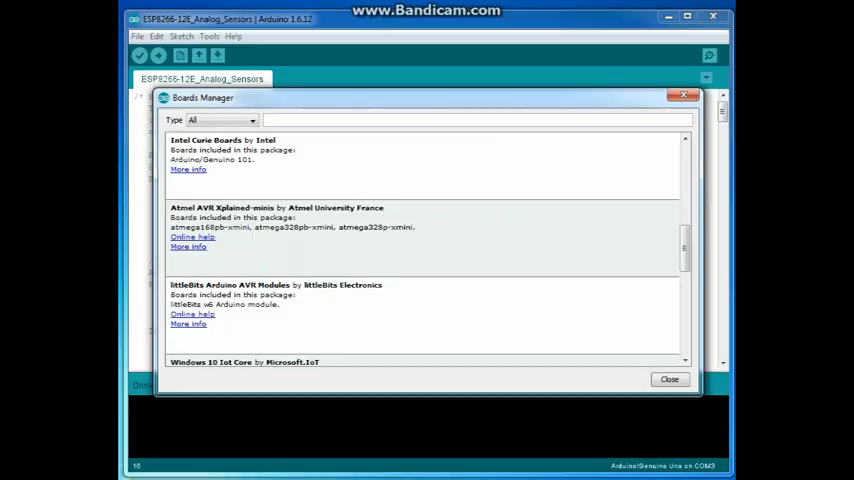 www.Bandicam.com
ESP8266-12E_Analog_Sensors | Arduino 1.6.12
File Edit Sketch Tools Help
ESP8266-12E_Analog_Sensors
Boards Manager
Type All
Intel Curie Boards by Intel
Boards included in this package:
Arduino/Genuino 101.
More info
Atmel AVR Xplained-minis by Atmel University France
Boards included in this package:
atmega168pb-xmini, atmega328pb-xmini, atmega328p-xmini.
Online help
More info
littleBits Arduino AVR Modules by littleBits Electronics
Boards included in this package:
littleBits w6 Arduino module.
Online help
More info
Windows 10 Iot Core by Microsoft.IoT
Close
Done
16 Arduino/Genuino Uno on COM3